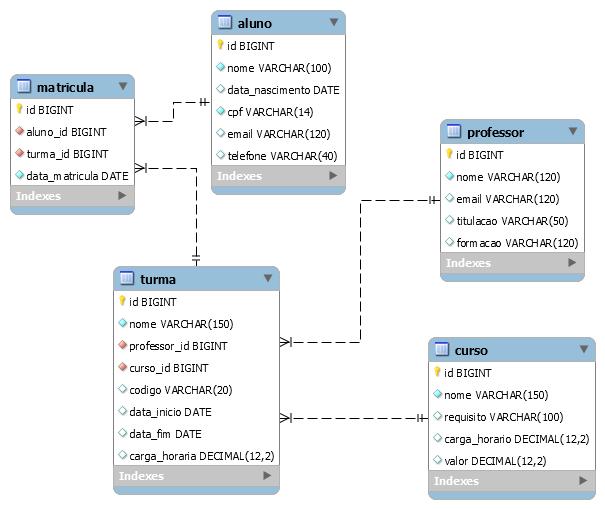 aluno
id BIGINT
nome VARCHAR(100)
data_nascimento DATE
cpf VARCHAR(14)
email VARCHAR(120)
telefone VARCHAR(40)
Indexes
matricula
id BIGINT
aluno_id BIGINT
turma_id BIGINT
data_matricula DATE
Indexes
professor
id BIGINT
nome VARCHAR(120)
email VARCHAR(120)
titulacao VARCHAR(50)
formacao VARCHAR(120)
Indexes
turma
id BIGINT
nome VARCHAR(150)
professor_id BIGINT
curso_id BIGINT
codigo VARCHAR(20)
data_inicio DATE
data_fim DATE
carga_horaria DECIMAL(12,2)
Indexes
curso
id BIGINT
nome VARCHAR(150)
requisito VARCHAR(100)
carga_horario DECIMAL(12,2)
valor DECIMAL(12,2)
Indexes